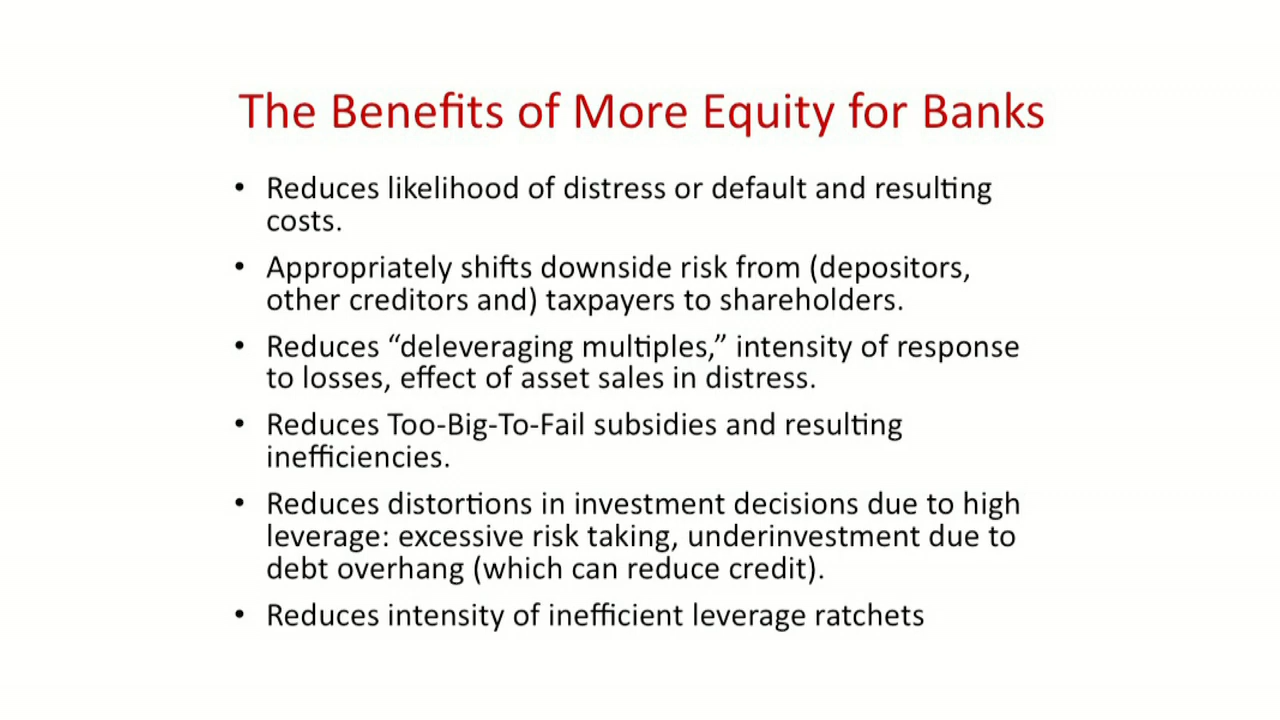 The Benefits of More Equity for Banks
• Reduces likelihood of distress or default and resulting
costs.
• Appropriately shifts downside risk from (depositors,
other creditors and) taxpayers to shareholders.
• Reduces “deleveraging multiples,” intensity of response
to losses, effect of asset sales in distress.
• Reduces Too-Big-To-Fail subsidies and resulting
inefficiencies.
• Reduces distortions in investment decisions due to high
leverage: excessive risk taking, underinvestment due to
debt overhang (which can reduce credit).
• Reduces intensity of inefficient leverage ratchets